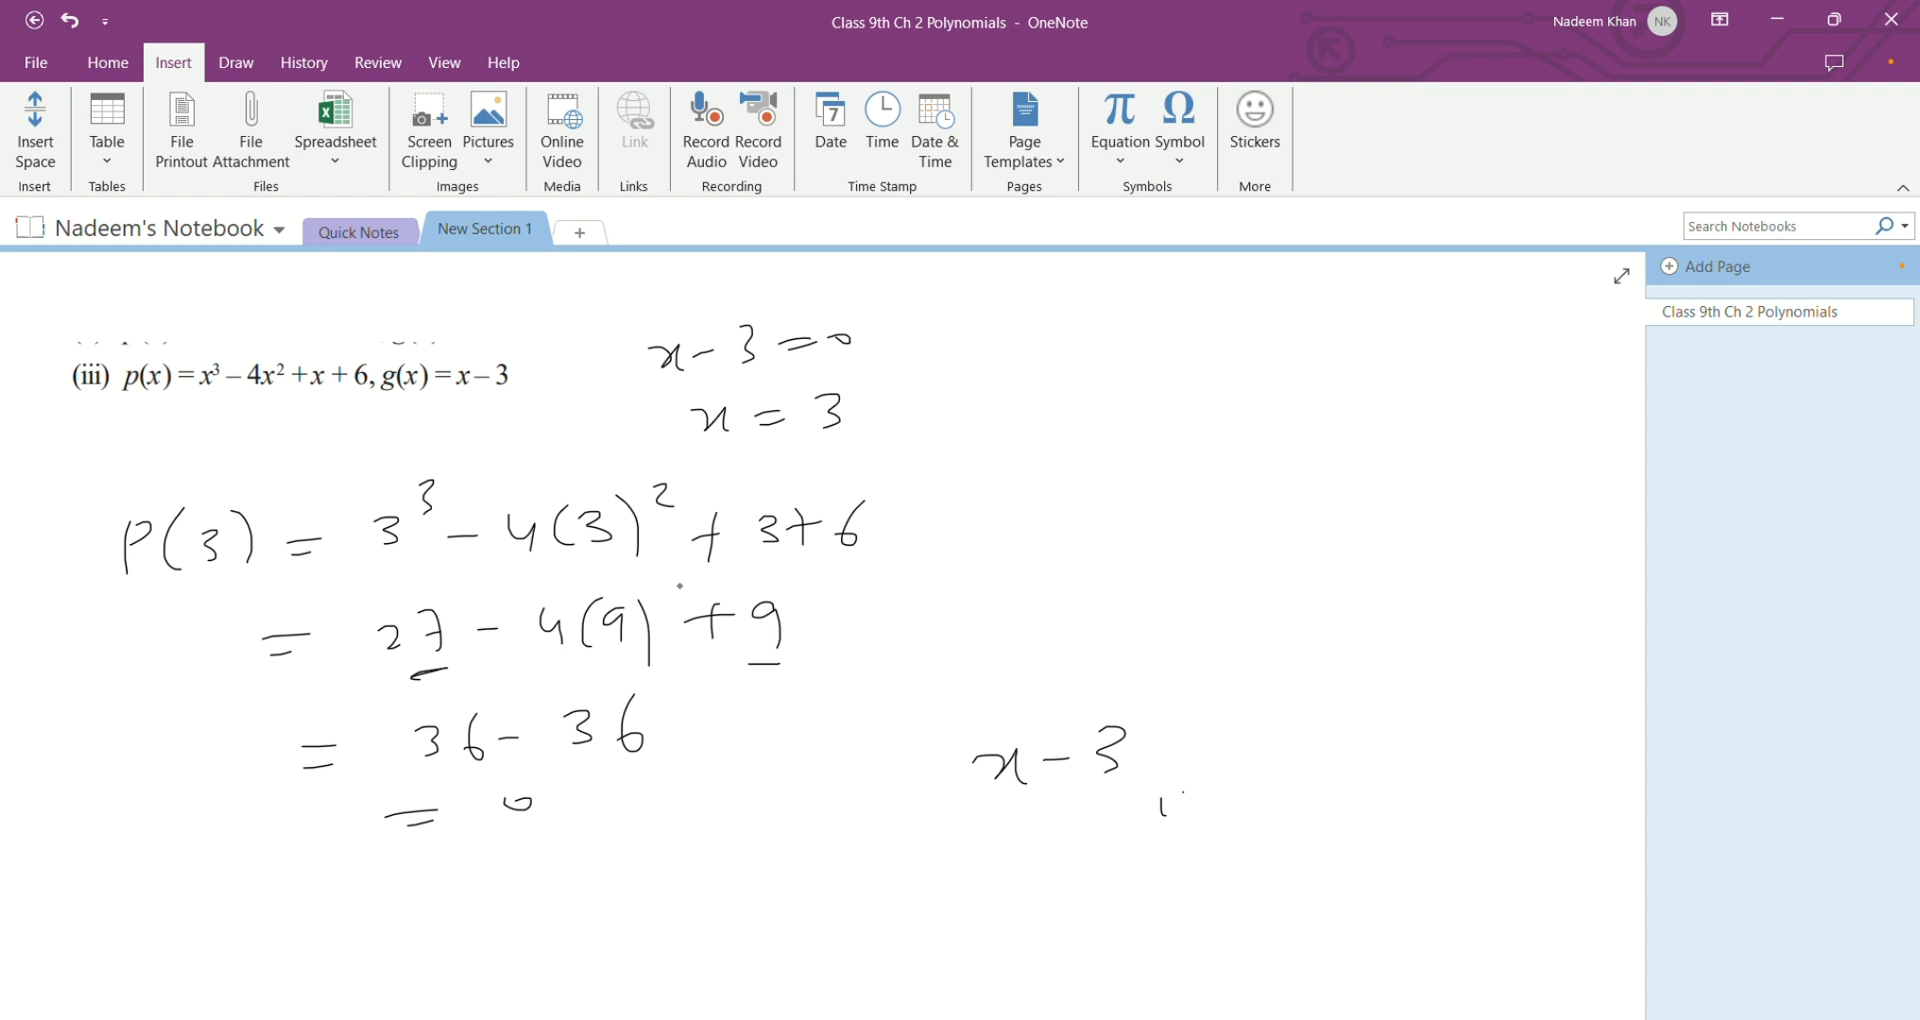 Class 9th Ch 2 Polynomials - OneNote
Nadeem Khan NK
File Home Insert Draw History Review View Help
Insert Space
Table
File Printout
File Attachment
Spreadsheet
Screen Clipping
Pictures
Online Video
Link
Record Audio
Record Video
Date
Time
Date & Time
Page Templates
Equation
Symbol
Stickers
Insert Tables Files Images Media Links Recording Time Stamp Pages Symbols More
Nadeem's Notebook Quick Notes New Section 1 +
Search Notebooks
Add Page
Class 9th Ch 2 Polynomials
(iii) p(x) = x³ – 4x² + x + 6, g(x) = x – 3
x - 3 = 0
x = 3
P(3) = 3³ - 4(3)² + 3 + 6
= 27 - 4(9) + 9
= 36 - 36
= 0
x - 3